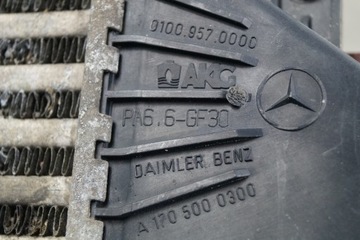 0100.957.0000
AKG
PA6.6-GF30
DAIMLER BENZ
A 170 500 0300